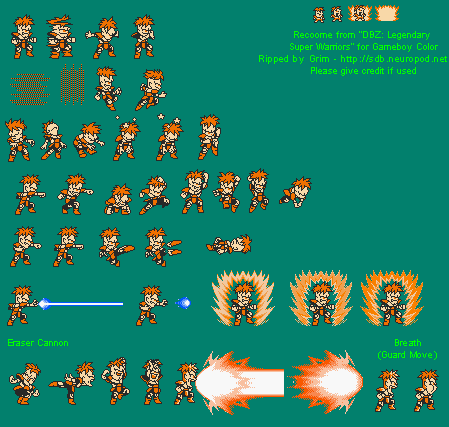 Recoome from "DBZ: Legendary
Super Warriors" for Gameboy Color
Ripped by Grim - http://sdb.neuropod.net
Please give credit if used
Eraser Cannon
Breath
(Guard Move)